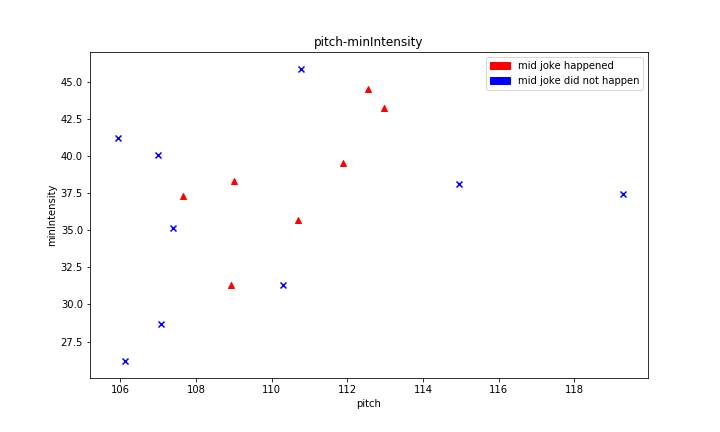 pitch-minIntensity
mid joke happened
mid joke did not happen
45.0
42.5
40.0
37.5
35.0
32.5
30.0
27.5
minIntensity
106 108 110 112 114 116 118
pitch